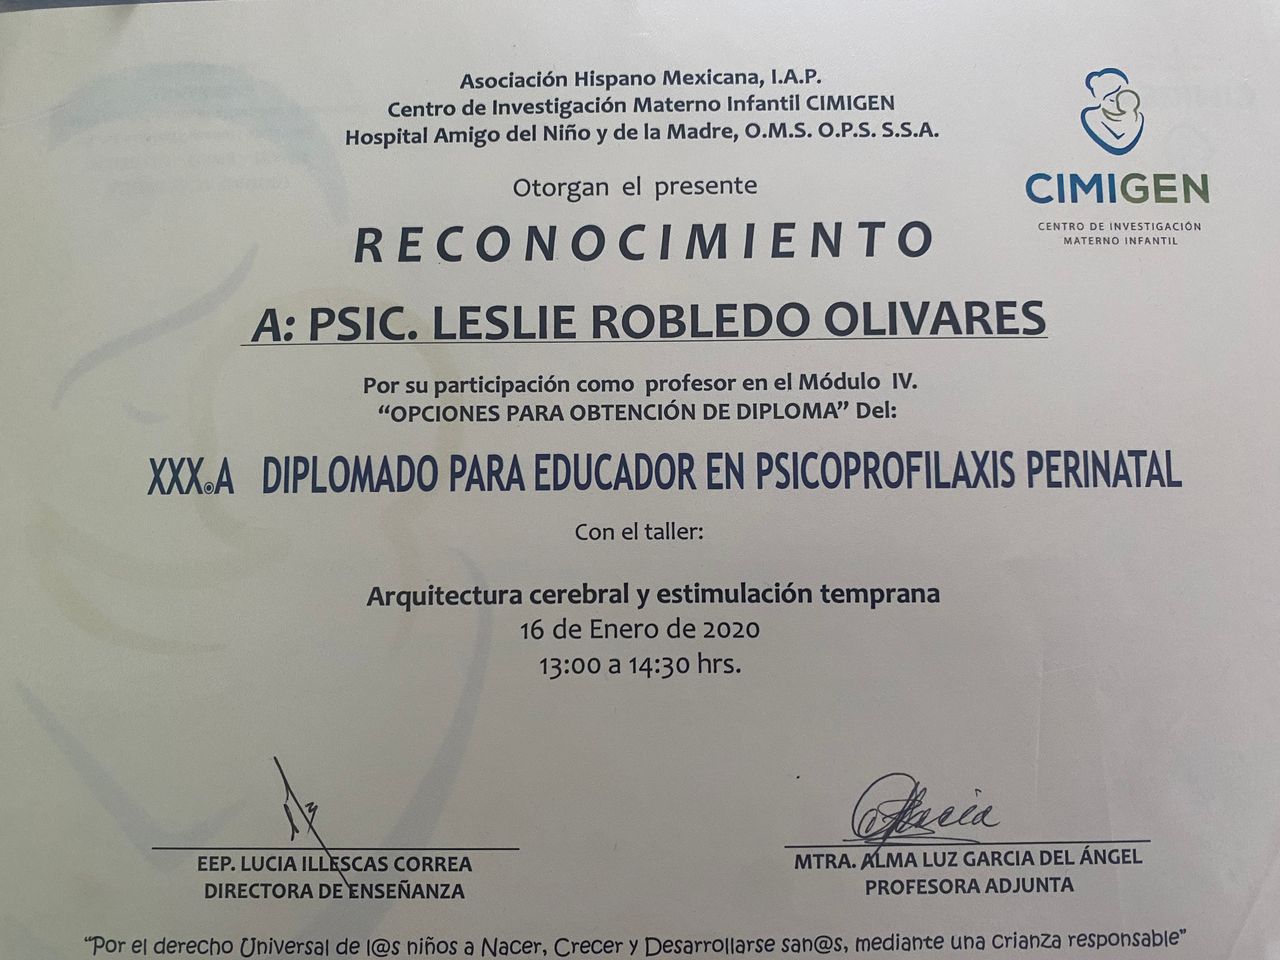 Asociación Hispano Mexicana, I.A.P.
Centro de Investigación Materno Infantil CIMIGEN
Hospital Amigo del Niño y de la Madre, O.M.S. O.P.S. S.S.A.
CIMIGEN
CENTRO DE INVESTIGACIÓN
MATERNO INFANTIL
Otorgan el presente
RECONOCIMIENTO
A: PSIC. LESLIE ROBLEDO OLIVARES
Por su participación como profesor en el Módulo IV.
“OPCIONES PARA OBTENCIÓN DE DIPLOMA” Del:
XXX.A DIPLOMADO PARA EDUCADOR EN PSICOPROFILAXIS PERINATAL
Con el taller:
Arquitectura cerebral y estimulación temprana
16 de Enero de 2020
13:00 a 14:30 hrs.
EEP. LUCIA ILLESCAS CORREA
DIRECTORA DE ENSEÑANZA
MTRA. ALMA LUZ GARCIA DEL ÁNGEL
PROFESORA ADJUNTA
“Por el derecho Universal de l@s niños a Nacer, Crecer y Desarrollarse san@s, mediante una crianza responsable”